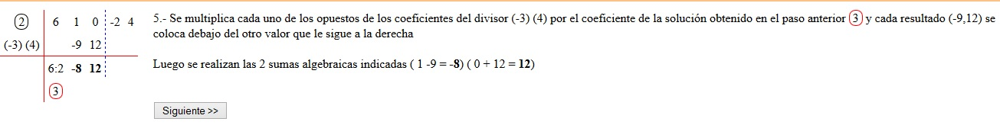 2 6 1 0 -2 4
(-3) (4) -9 12
6:2 -8 12
3
5.- Se multiplica cada uno de los opuestos de los coeficientes del divisor (-3) (4) por el coeficiente de la solución obtenido en el paso anterior 3 y cada resultado (-9,12) se
coloca debajo del otro valor que le sigue a la derecha
Luego se realizan las 2 sumas algebraicas indicadas ( 1 -9 = -8) ( 0 + 12 = 12)
Siguiente >>